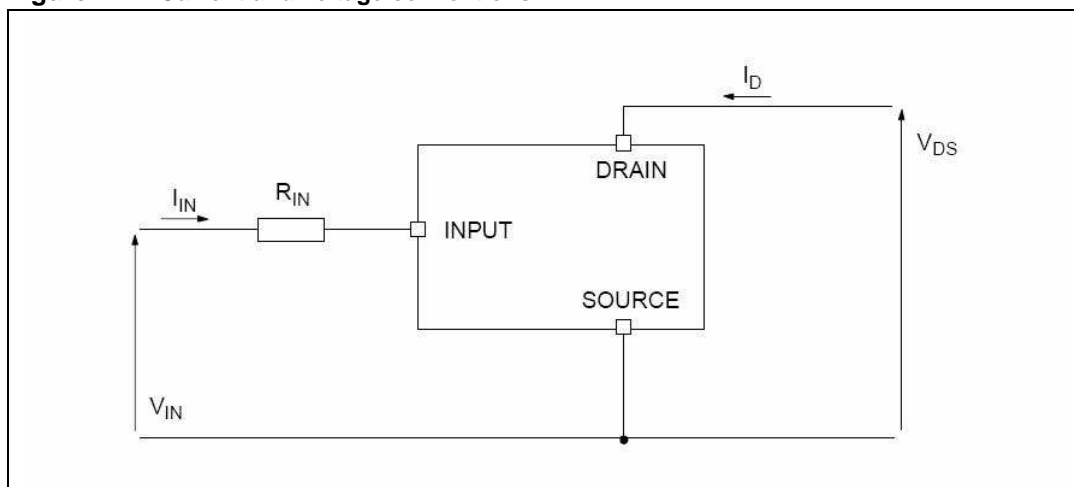 I_D
V_DS
DRAIN
I_IN
R_IN
INPUT
SOURCE
V_IN